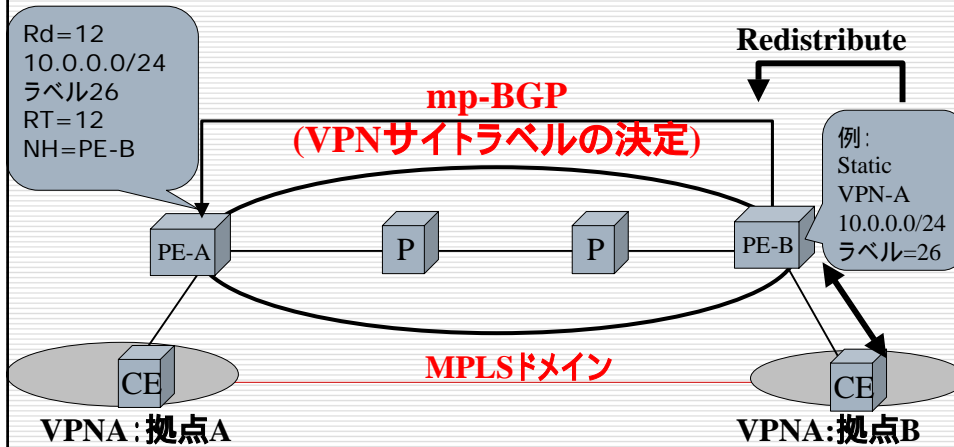 Rd=12
10.0.0.0/24
ラベル26
RT=12
NH=PE-B
Redistribute
mp-BGP
(VPNサイトラベルの決定)
例:
Static
VPN-A
10.0.0.0/24
ラベル=26
PE-A
P
P
PE-B
CE
MPLSドメイン
CE
VPNA:拠点A
VPNA:拠点B